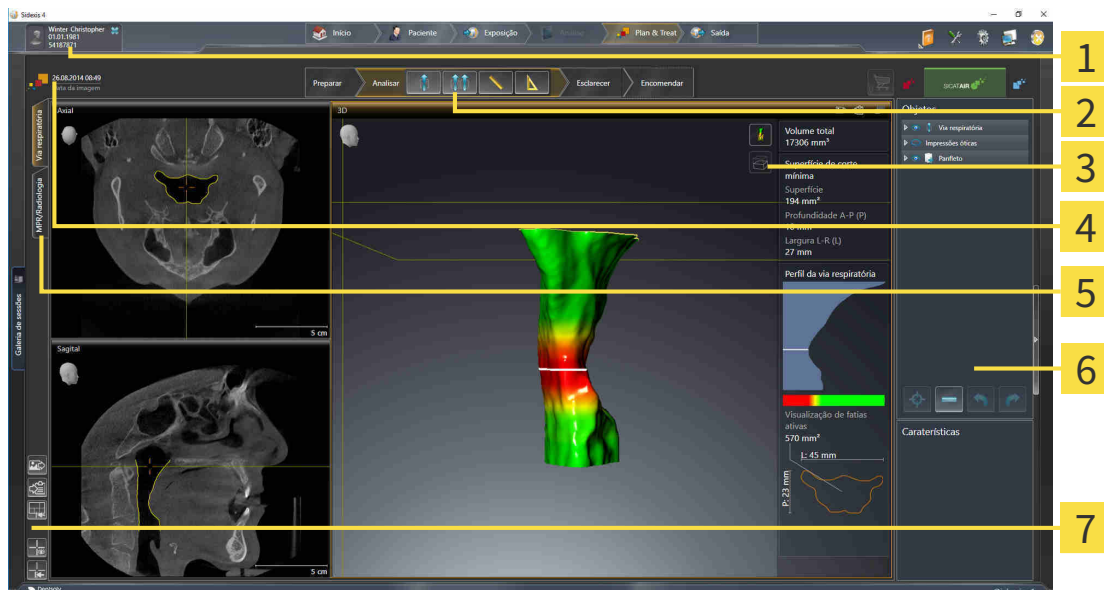 Sidexis 4
Winter Christopher
01.01.1981
54187871
Início
Paciente
Exposição
Plan & Treat
Saída
1
26.08.2014 08:49
Data da imagem
Preparar
Analisar
Esclarecer
Encomendar
SICATAIR
2
Via respiratória
MPR/Radiologia
Galeria de sessões
Axial
5 cm
Sagital
5 cm
3D
Volume total
17306 mm³
Superfície de corte
mínima
Superfície
194 mm²
Profundidade A-P (P)
Largura L-R (L)
27 mm
Perfil da via respiratória
Visualização de fatias
ativas
570 mm²
L: 45 mm
P: 23 mm
Objetos
Via respiratória
Impressões óticas
Panfleto
Caraterísticas
3
4
5
6
7